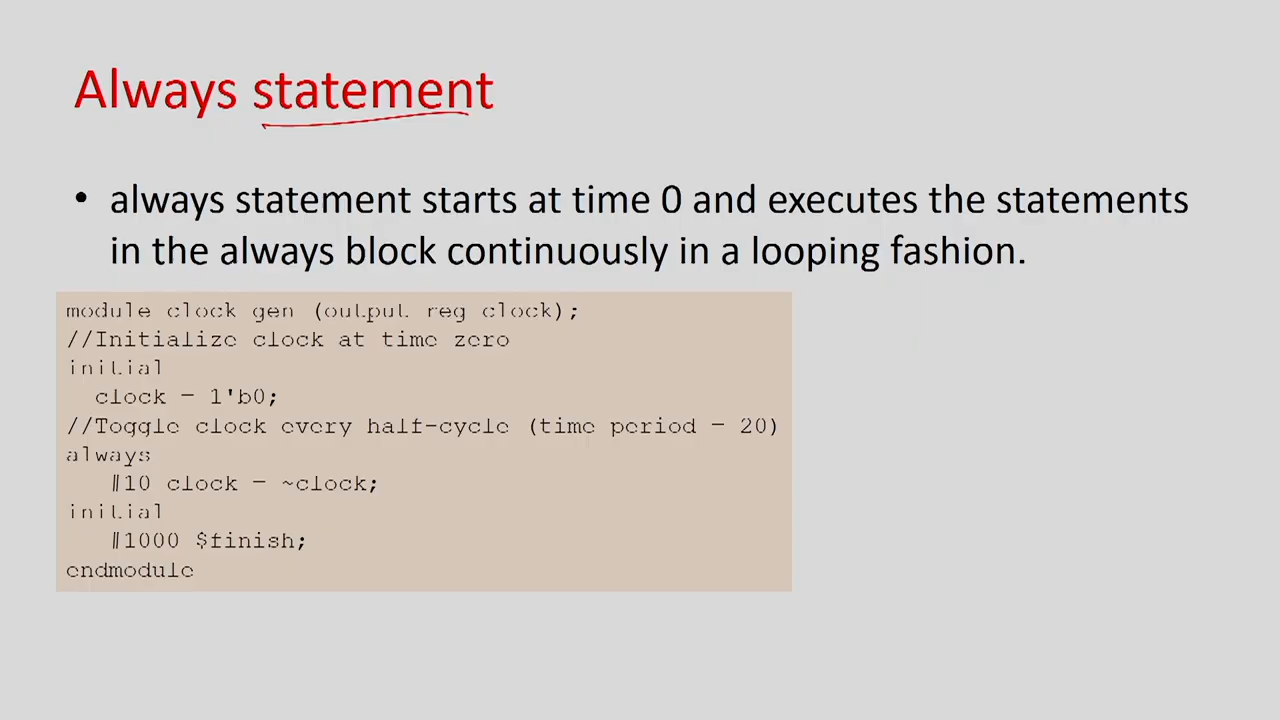 Always statement
• always statement starts at time 0 and executes the statements
in the always block continuously in a looping fashion.
module clock gen (output reg clock);
//Initialize clock at time zero
initial
clock = 1'b0;
//Toggle clock every half-cycle (time period = 20)
always
#10 clock = ~clock;
initial
#1000 $finish;
endmodule